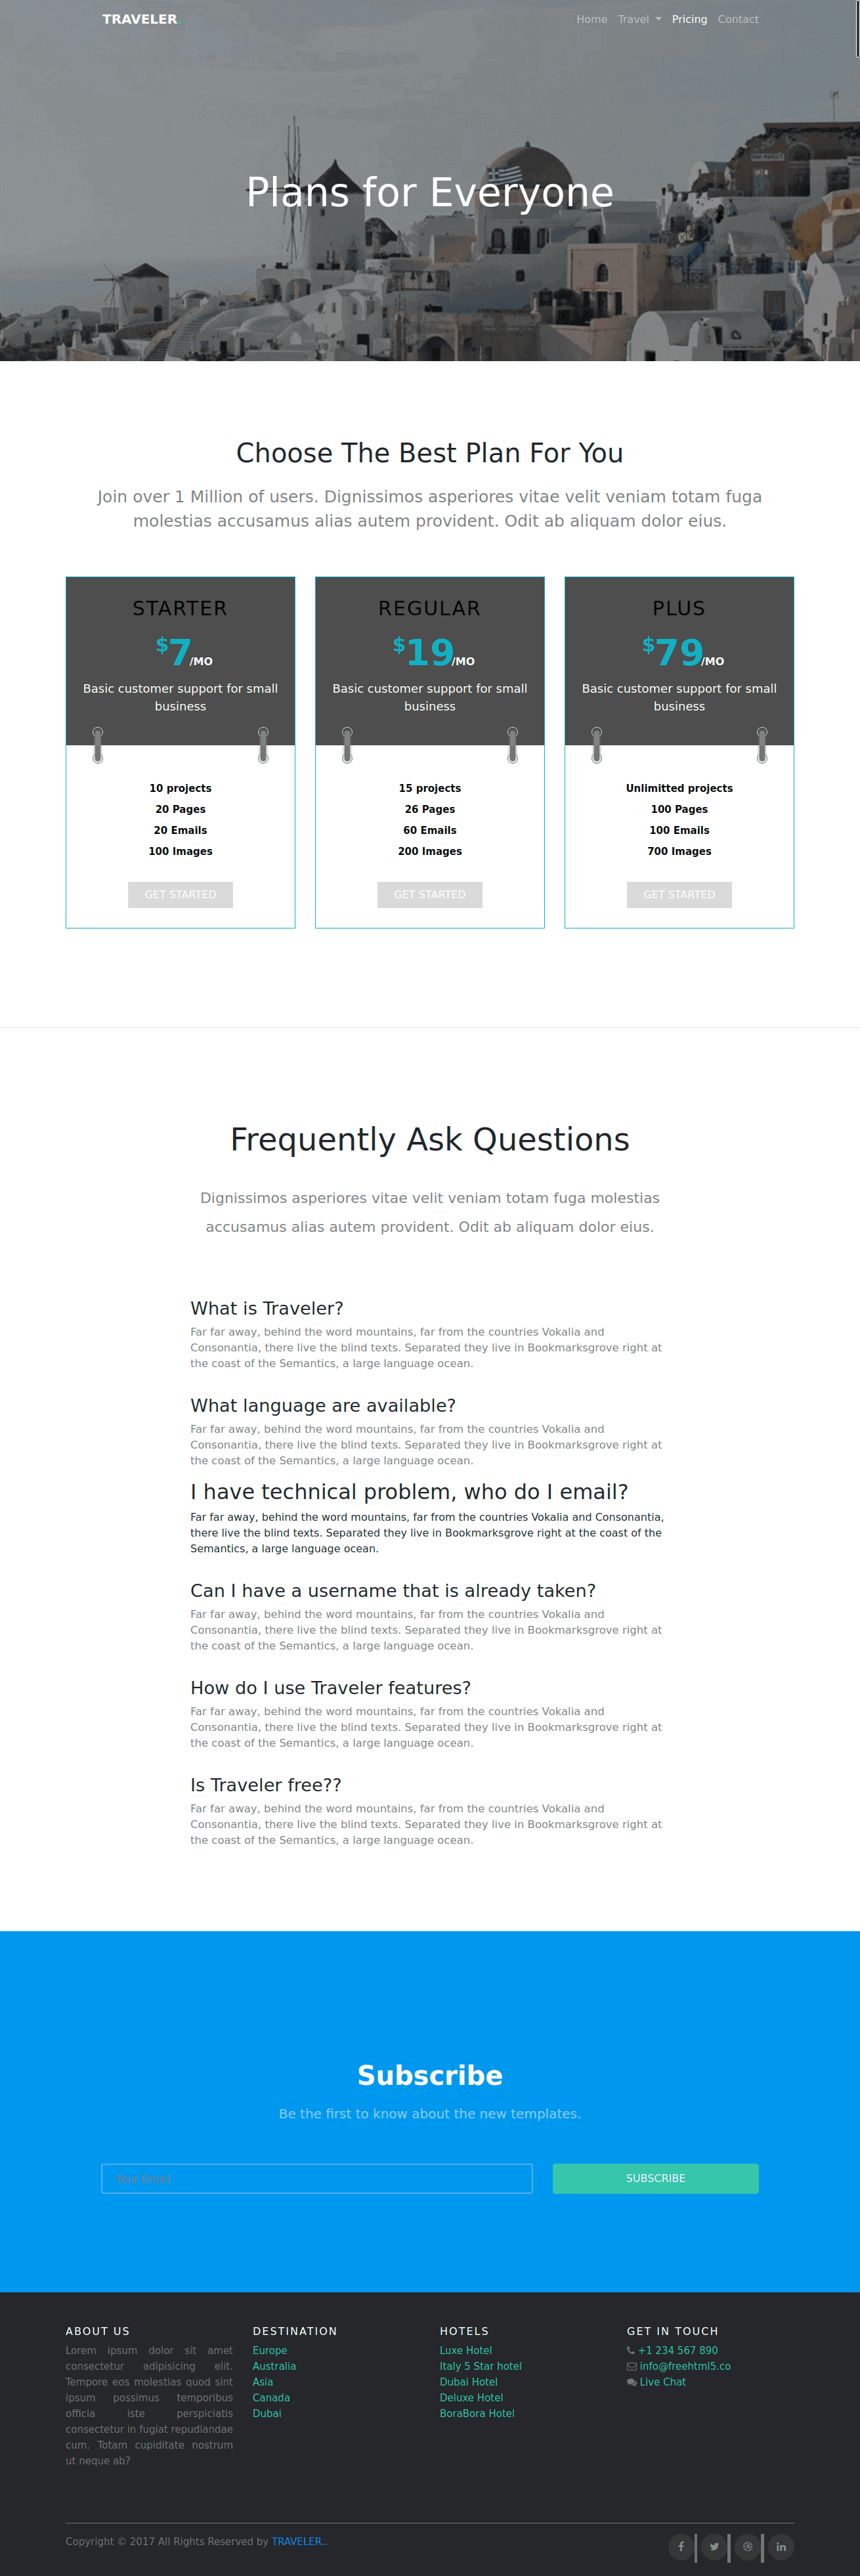 TRAVELER
Home Travel Pricing Contact
Plans for Everyone
Choose The Best Plan For You
Join over 1 Million of users. Dignissimos asperiores vitae velit veniam totam fuga
molestias accusamus alias autem provident. Odit ab aliquam dolor eius.
STARTER
$7/MO
Basic customer support for small
business
10 projects
20 Pages
20 Emails
100 Images
GET STARTED
REGULAR
$19/MO
Basic customer support for small
business
15 projects
26 Pages
60 Emails
200 Images
GET STARTED
PLUS
$79/MO
Basic customer support for small
business
Unlimitted projects
100 Pages
100 Emails
700 Images
GET STARTED
Frequently Ask Questions
Dignissimos asperiores vitae velit veniam totam fuga molestias
accusamus alias autem provident. Odit ab aliquam dolor eius.
What is Traveler?
Far far away, behind the word mountains, far from the countries Vokalia and
Consonantia, there live the blind texts. Separated they live in Bookmarksgrove right at
the coast of the Semantics, a large language ocean.
What language are available?
Far far away, behind the word mountains, far from the countries Vokalia and
Consonantia, there live the blind texts. Separated they live in Bookmarksgrove right at
the coast of the Semantics, a large language ocean.
I have technical problem, who do I email?
Far far away, behind the word mountains, far from the countries Vokalia and Consonantia,
there live the blind texts. Separated they live in Bookmarksgrove right at the coast of the
Semantics, a large language ocean.
Can I have a username that is already taken?
Far far away, behind the word mountains, far from the countries Vokalia and
Consonantia, there live the blind texts. Separated they live in Bookmarksgrove right at
the coast of the Semantics, a large language ocean.
How do I use Traveler features?
Far far away, behind the word mountains, far from the countries Vokalia and
Consonantia, there live the blind texts. Separated they live in Bookmarksgrove right at
the coast of the Semantics, a large language ocean.
Is Traveler free??
Far far away, behind the word mountains, far from the countries Vokalia and
Consonantia, there live the blind texts. Separated they live in Bookmarksgrove right at
the coast of the Semantics, a large language ocean.
Subscribe
Be the first to know about the new templates.
Your Email
SUBSCRIBE
ABOUT US
Lorem ipsum dolor sit amet
consectetur adipisicing elit.
Tempore eos molestias quod sint
ipsum possimus temporibus
officia iste perspiciatis
consectetur in fugiat repudiandae
cum. Totam cupiditate nostrum
ut neque ab?
DESTINATION
Europe
Australia
Asia
Canada
Dubai
HOTELS
Luxe Hotel
Italy 5 Star hotel
Dubai Hotel
Deluxe Hotel
BoraBora Hotel
GET IN TOUCH
+1 234 567 890
info@freehtml5.co
Live Chat
Copyright © 2017 All Rights Reserved by TRAVELER..